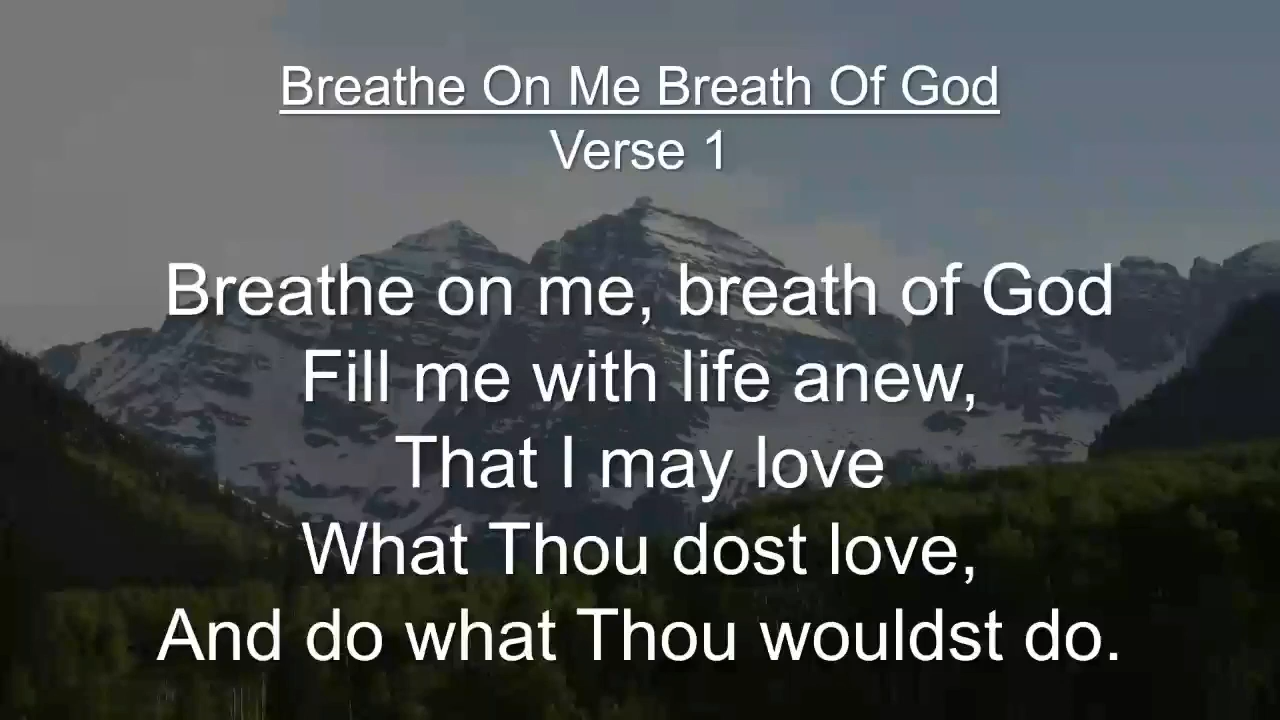 Breathe On Me Breath Of God
Verse 1
Breathe on me, breath of God
Fill me with life anew,
That I may love
What Thou dost love,
And do what Thou wouldst do.